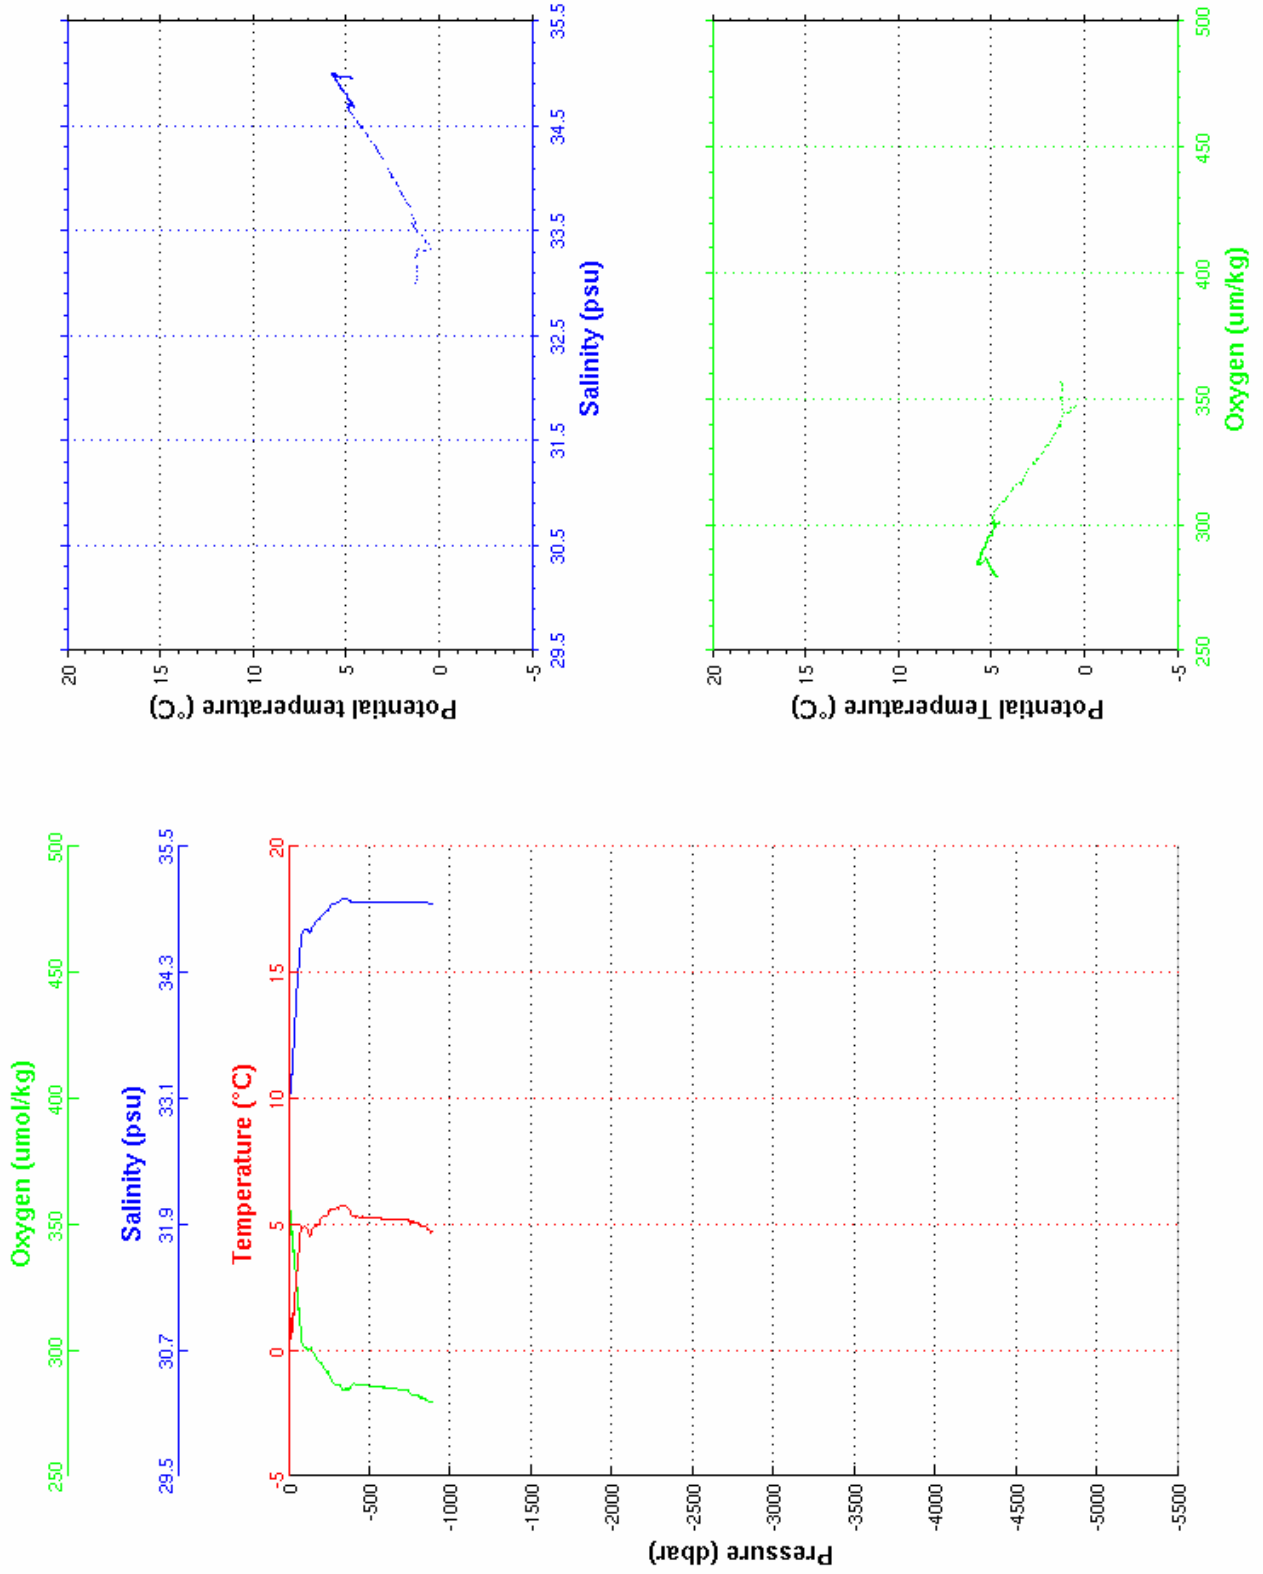 Oxygen (umol/kg)
250 300 350 400 450 500
Salinity (psu)
29.5 30.7 31.9 33.1 34.3 35.5
Temperature (°C)
-5 0 5 10 15 20
0
-500
-1000
-1500
-2000
-2500
-3000
-3500
-4000
-4500
-5000
-5500
Pressure (dbar)
20
15
10
5
0
-5
Potential temperature (°C)
29.5 30.5 31.5 32.5 33.5 34.5 35.5
Salinity (psu)
20
15
10
5
0
-5
Potential Temperature (°C)
250 300 350 400 450 500
Oxygen (um/kg)